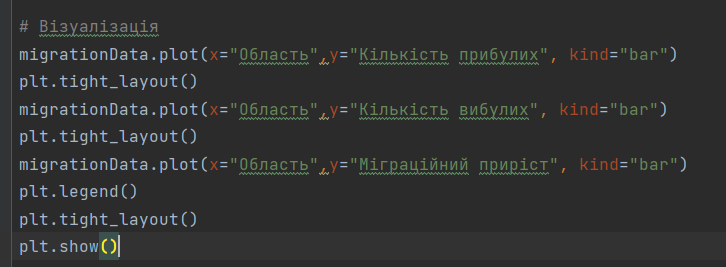 # Візуалізація
migrationData.plot(x="Область",y="Кількість прибулих", kind="bar")
plt.tight_layout()
migrationData.plot(x="Область",y="Кількість вибулих", kind="bar")
plt.tight_layout()
migrationData.plot(x="Область",y="Міграційний приріст", kind="bar")
plt.legend()
plt.tight_layout()
plt.show()